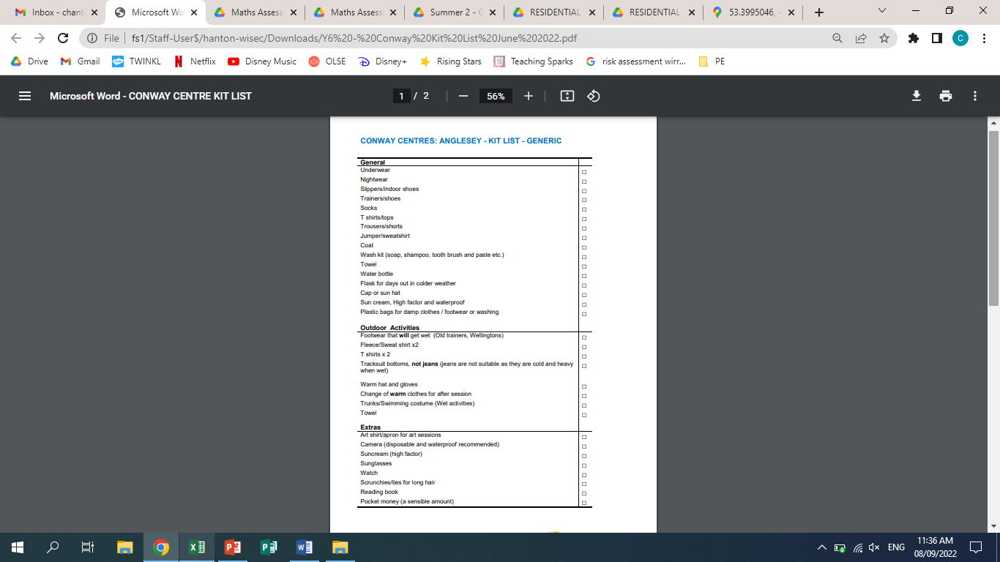 Inbox - chant
Microsoft Wo
Maths Assess
Maths Assess
Summer 2 - G
RESIDENTIAL
RESIDENTIAL
53.3995046, -
File | fs1/Staff-User$/hanton-wisec/Downloads/Y6%20-%20Conway%20Kit%20List%20June%202022.pdf
C
Drive
Gmail
TWINKL
Netflix
Disney Music
OLSE
Disney+
Rising Stars
Teaching Sparks
risk assessment wirr...
PE
Microsoft Word - CONWAY CENTRE KIT LIST
1 / 2
56%
CONWAY CENTRES: ANGLESEY - KIT LIST - GENERIC
General
Underwear
Nightwear
Slippers/indoor shoes
Trainers/shoes
Socks
T shirts/tops
Trousers/shorts
Jumper/sweatshirt
Coat
Wash kit (soap, shampoo, tooth brush and paste etc.)
Towel
Water bottle
Flask for days out in colder weather
Cap or sun hat
Sun cream, High factor and waterproof
Plastic bags for damp clothes / footwear or washing
Outdoor Activities
Footwear that will get wet (Old trainers, Wellingtons)
Fleece/Sweat shirt x2
T shirts x 2
Tracksuit bottoms, not jeans (jeans are not suitable as they are cold and heavy
when wet)
Warm hat and gloves
Change of warm clothes for after session
Trunks/Swimming costume (Wet activities)
Towel
Extras
Art shirt/apron for art sessions
Camera (disposable and waterproof recommended)
Suncream (high factor)
Sunglasses
Watch
Scrunchies/ties for long hair
Reading book
Pocket money (a sensible amount)
ENG
11:36 AM
08/09/2022